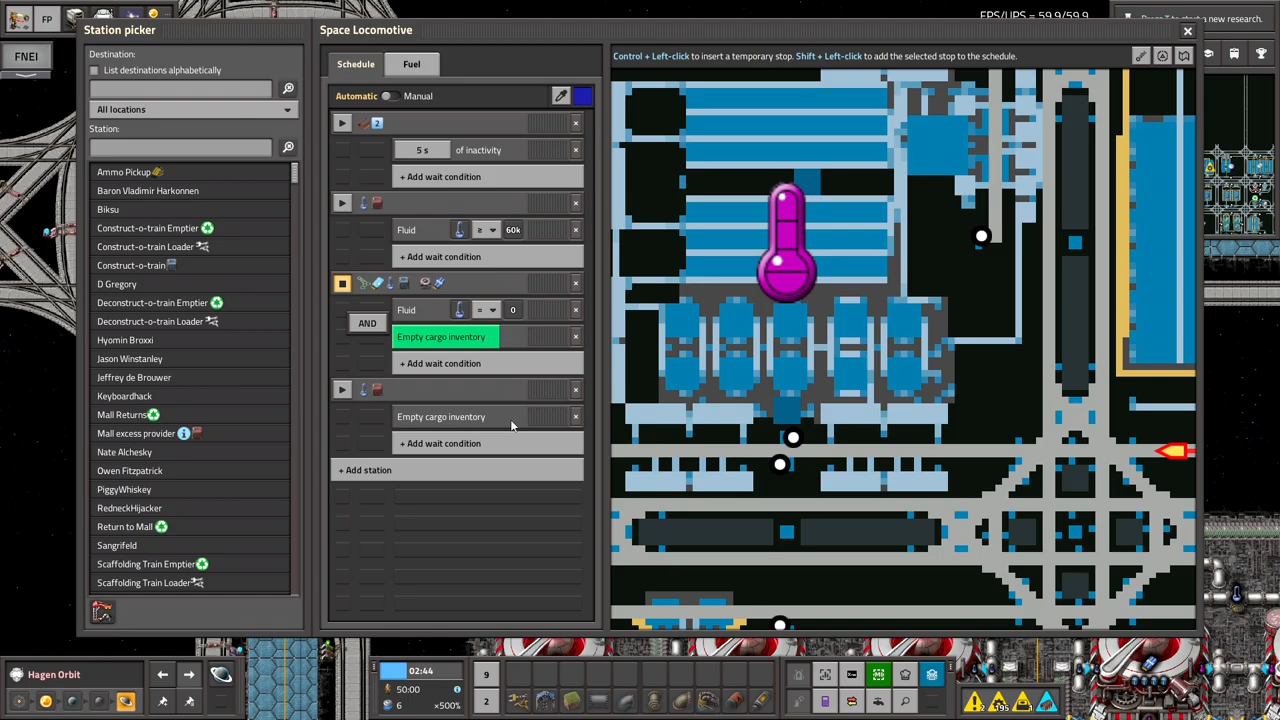 FP
EPS/UPS = 59.9/59.9
Press T to start a new research.
FNEI
Station picker
Destination:
List destinations alphabetically
All locations
Station:
Ammo Pickup
Baron Vladimir Harkonnen
Biksu
Construct-o-train Emptier
Construct-o-train Loader
Construct-o-train
D Gregory
Deconstruct-o-train Emptier
Deconstruct-o-train Loader
Hyomin Broxxi
Jason Winstanley
Jeffrey de Brouwer
Keyboardhack
Mall Returns
Mall excess provider
Nate Alchesky
Owen Fitzpatrick
PiggyWhiskey
RedneckHijacker
Return to Mall
Sangrifeld
Scaffolding Train Emptier
Scaffolding Train Loader
Space Locomotive
Schedule
Fuel
Automatic
Manual
2
5 s
of inactivity
+ Add wait condition
Fluid
≥
60k
+ Add wait condition
Fluid
=
0
AND
Empty cargo inventory
+ Add wait condition
Empty cargo inventory
+ Add wait condition
+ Add station
Control + Left-click to insert a temporary stop. Shift + Left-click to add the selected stop to the schedule.
Hagen Orbit
02:44
50:00
6
×500%
9
2